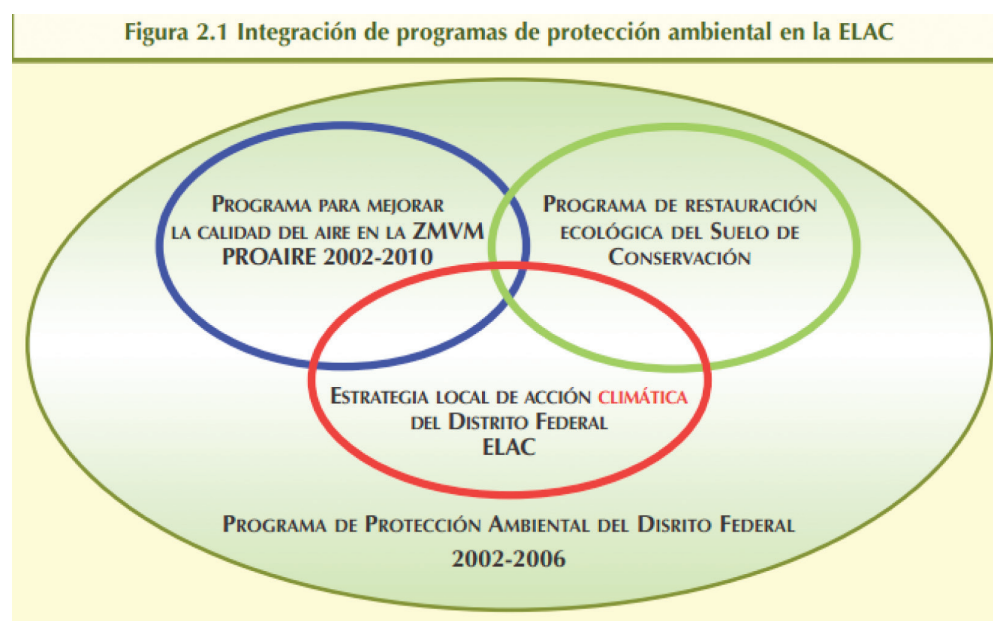 Figura 2.1 Integración de programas de protección ambiental en la ELAC
PROGRAMA PARA MEJORAR
LA CALIDAD DEL AIRE EN LA ZMVM
PROAIRE 2002-2010
PROGRAMA DE RESTAURACIÓN
ECOLÓGICA DEL SUELO DE
CONSERVACIÓN
ESTRATEGIA LOCAL DE ACCIÓN CLIMÁTICA
DEL DISTRITO FEDERAL
ELAC
PROGRAMA DE PROTECCIÓN AMBIENTAL DEL DISRITO FEDERAL
2002-2006